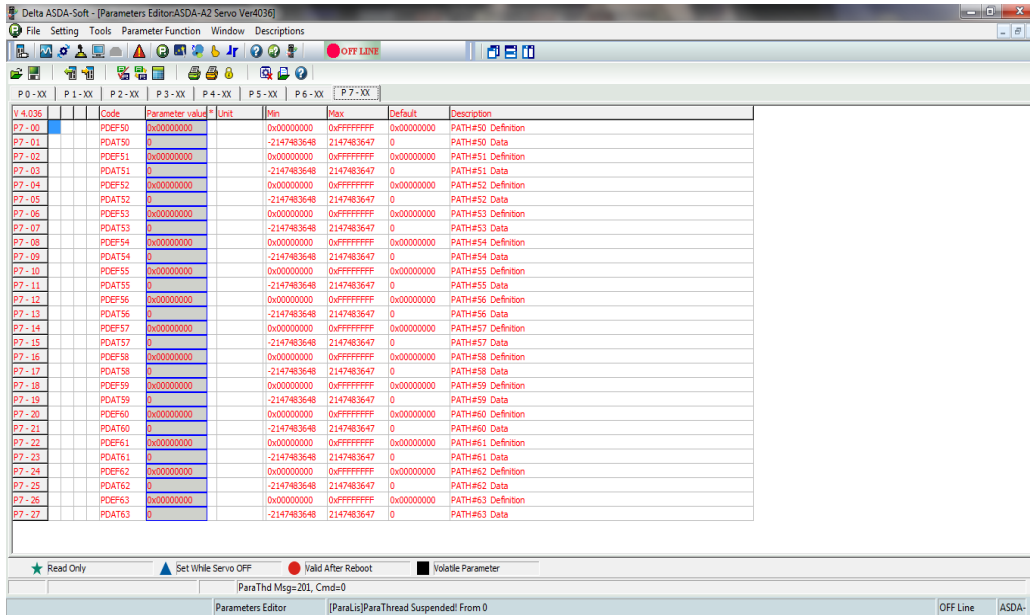 Delta ASDA-Soft - [Parameters Editor:ASDA-A2 Servo Ver4036]
File Setting Tools Parameter Function Window Descriptions
OFF LINE
P 0 - XX P 1 - XX P 2 - XX P 3 - XX P 4 - XX P 5 - XX P 6 - XX P 7 - XX
V 4.036 Code Parameter value * Unit Min Max Default Description
P7 - 00 PDEF50 0x00000000 0x00000000 0xFFFFFFFF 0x00000000 PATH#50 Definition
P7 - 01 PDAT50 0 -2147483648 2147483647 0 PATH#50 Data
P7 - 02 PDEF51 0x00000000 0x00000000 0xFFFFFFFF 0x00000000 PATH#51 Definition
P7 - 03 PDAT51 0 -2147483648 2147483647 0 PATH#51 Data
P7 - 04 PDEF52 0x00000000 0x00000000 0xFFFFFFFF 0x00000000 PATH#52 Definition
P7 - 05 PDAT52 0 -2147483648 2147483647 0 PATH#52 Data
P7 - 06 PDEF53 0x00000000 0x00000000 0xFFFFFFFF 0x00000000 PATH#53 Definition
P7 - 07 PDAT53 0 -2147483648 2147483647 0 PATH#53 Data
P7 - 08 PDEF54 0x00000000 0x00000000 0xFFFFFFFF 0x00000000 PATH#54 Definition
P7 - 09 PDAT54 0 -2147483648 2147483647 0 PATH#54 Data
P7 - 10 PDEF55 0x00000000 0x00000000 0xFFFFFFFF 0x00000000 PATH#55 Definition
P7 - 11 PDAT55 0 -2147483648 2147483647 0 PATH#55 Data
P7 - 12 PDEF56 0x00000000 0x00000000 0xFFFFFFFF 0x00000000 PATH#56 Definition
P7 - 13 PDAT56 0 -2147483648 2147483647 0 PATH#56 Data
P7 - 14 PDEF57 0x00000000 0x00000000 0xFFFFFFFF 0x00000000 PATH#57 Definition
P7 - 15 PDAT57 0 -2147483648 2147483647 0 PATH#57 Data
P7 - 16 PDEF58 0x00000000 0x00000000 0xFFFFFFFF 0x00000000 PATH#58 Definition
P7 - 17 PDAT58 0 -2147483648 2147483647 0 PATH#58 Data
P7 - 18 PDEF59 0x00000000 0x00000000 0xFFFFFFFF 0x00000000 PATH#59 Definition
P7 - 19 PDAT59 0 -2147483648 2147483647 0 PATH#59 Data
P7 - 20 PDEF60 0x00000000 0x00000000 0xFFFFFFFF 0x00000000 PATH#60 Definition
P7 - 21 PDAT60 0 -2147483648 2147483647 0 PATH#60 Data
P7 - 22 PDEF61 0x00000000 0x00000000 0xFFFFFFFF 0x00000000 PATH#61 Definition
P7 - 23 PDAT61 0 -2147483648 2147483647 0 PATH#61 Data
P7 - 24 PDEF62 0x00000000 0x00000000 0xFFFFFFFF 0x00000000 PATH#62 Definition
P7 - 25 PDAT62 0 -2147483648 2147483647 0 PATH#62 Data
P7 - 26 PDEF63 0x00000000 0x00000000 0xFFFFFFFF 0x00000000 PATH#63 Definition
P7 - 27 PDAT63 0 -2147483648 2147483647 0 PATH#63 Data
Read Only Set While Servo OFF Valid After Reboot Volatile Parameter
ParaThd Msg=201, Cmd=0
Parameters Editor [ParaLis]ParaThread Suspended! From 0 OFF Line ASDA-